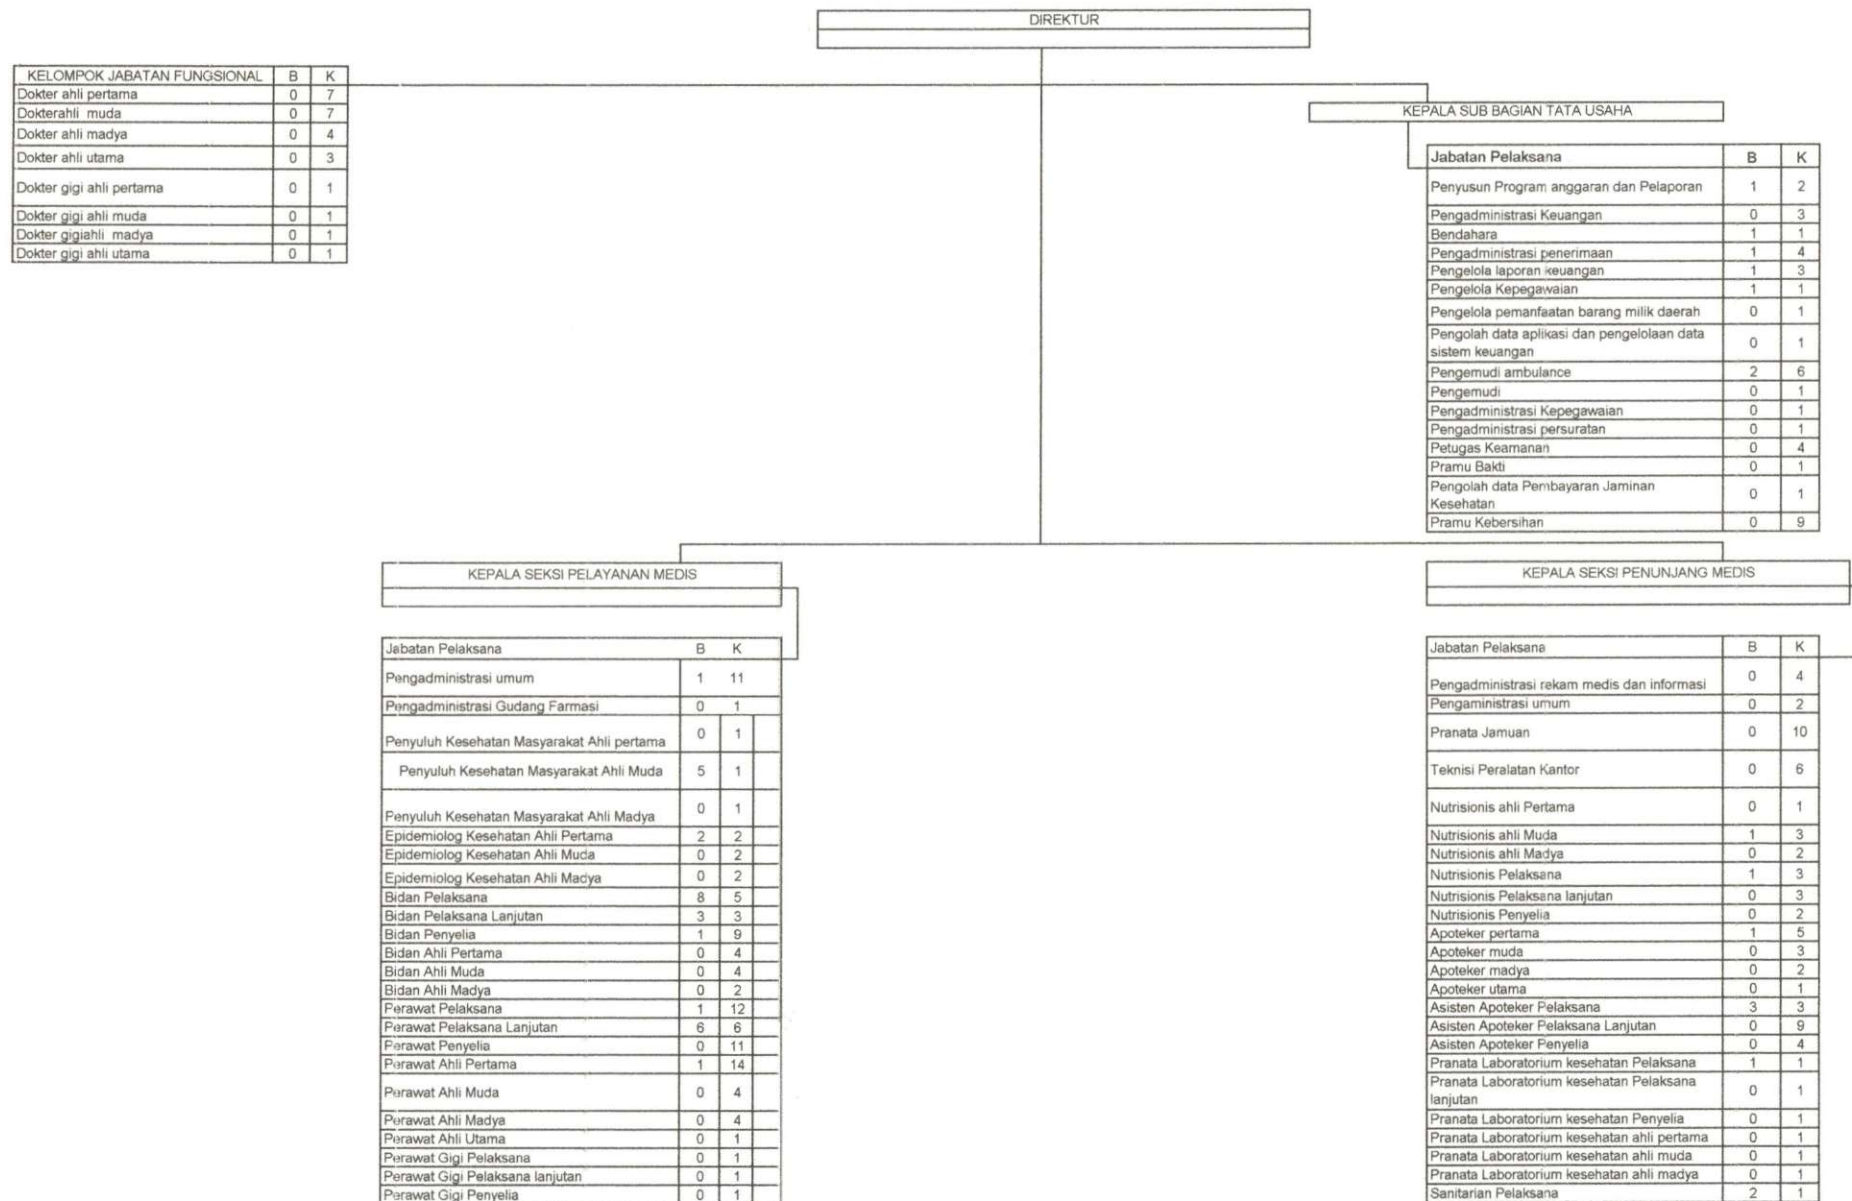 DIREKTUR
KELOMPOK JABATAN FUNGSIONAL B K
Dokter ahli pertama 0 7
Dokterahli muda 0 7
Dokter ahli madya 0 4
Dokter ahli utama 0 3
Dokter gigi ahli pertama 0 1
Dokter gigi ahli muda 0 1
Dokter gigiahli madya 0 1
Dokter gigi ahli utama 0 1
KEPALA SUB BAGIAN TATA USAHA
Jabatan Pelaksana B K
Penyusun Program anggaran dan Pelaporan 1 2
Pengadministrasi Keuangan 0 3
Bendahara 1 1
Pengadministrasi penerimaan 1 4
Pengelola laporan keuangan 1 3
Pengelola Kepegawaian 1 1
Pengelola pemanfaatan barang milik daerah 0 1
Pengolah data aplikasi dan pengelolaan data
sistem keuangan 0 1
Pengemudi ambulance 2 6
Pengemudi 0 1
Pengadministrasi Kepegawaian 0 1
Pengadministrasi persuratan 0 1
Petugas Keamanan 0 4
Pramu Bakti 0 1
Pengolah data Pembayaran Jaminan
Kesehatan 0 1
Pramu Kebersihan 0 9
KEPALA SEKSI PELAYANAN MEDIS
Jabatan Pelaksana B K
Pengadministrasi umum 1 11
Pengadministrasi Gudang Farmasi 0 1
Penyuluh Kesehatan Masyarakat Ahli pertama 0 1
Penyuluh Kesehatan Masyarakat Ahli Muda 5 1
Penyuluh Kesehatan Masyarakat Ahli Madya 0 1
Epidemiolog Kesehatan Ahli Pertama 2 2
Epidemiolog Kesehatan Ahli Muda 0 2
Epidemiolog Kesehatan Ahli Madya 0 2
Bidan Pelaksana 8 5
Bidan Pelaksana Lanjutan 3 3
Bidan Penyelia 1 9
Bidan Ahli Pertama 0 4
Bidan Ahli Muda 0 4
Bidan Ahli Madya 0 2
Perawat Pelaksana 1 12
Perawat Pelaksana Lanjutan 6 6
Perawat Penyelia 0 11
Perawat Ahli Pertama 1 14
Perawat Ahli Muda 0 4
Perawat Ahli Madya 0 4
Perawat Ahli Utama 0 1
Perawat Gigi Pelaksana 0 1
Perawat Gigi Pelaksana lanjutan 0 1
Perawat Gigi Penyelia 0 1
KEPALA SEKSI PENUNJANG MEDIS
Jabatan Pelaksana B K
Pengadministrasi rekam medis dan informasi 0 4
Pengaministrasi umum 0 2
Pranata Jamuan 0 10
Teknisi Peralatan Kantor 0 6
Nutrisionis ahli Pertama 0 1
Nutrisionis ahli Muda 1 3
Nutrisionis ahli Madya 0 2
Nutrisionis Pelaksana 1 3
Nutrisionis Pelaksana lanjutan 0 3
Nutrisionis Penyelia 0 2
Apoteker pertama 1 5
Apoteker muda 0 3
Apoteker madya 0 2
Apoteker utama 0 1
Asisten Apoteker Pelaksana 3 3
Asisten Apoteker Pelaksana Lanjutan 0 9
Asisten Apoteker Penyelia 0 4
Pranata Laboratorium kesehatan Pelaksana 1 1
Pranata Laboratorium kesehatan Pelaksana
lanjutan 0 1
Pranata Laboratorium kesehatan Penyelia 0 1
Pranata Laboratorium kesehatan ahli pertama 0 1
Pranata Laboratorium kesehatan ahli muda 0 1
Pranata Laboratorium kesehatan ahli madya 0 1
Sanitarian Pelaksana 2 1